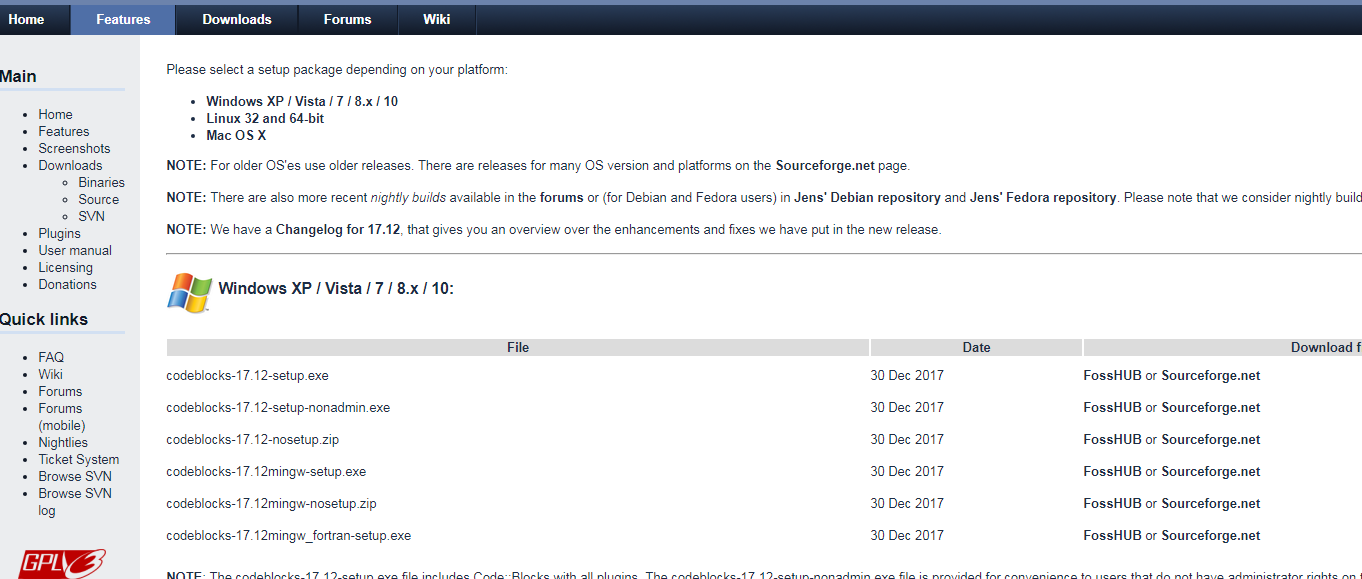 Home Features Downloads Forums Wiki
Main
Home
Features
Screenshots
Downloads
Binaries
Source
SVN
Plugins
User manual
Licensing
Donations
Quick links
FAQ
Wiki
Forums
Forums
(mobile)
Nightlies
Ticket System
Browse SVN
Browse SVN
log
GPLv3
Please select a setup package depending on your platform:
Windows XP / Vista / 7 / 8.x / 10
Linux 32 and 64-bit
Mac OS X
NOTE: For older OS'es use older releases. There are releases for many OS version and platforms on the Sourceforge.net page.
NOTE: There are also more recent nightly builds available in the forums or (for Debian and Fedora users) in Jens' Debian repository and Jens' Fedora repository. Please note that we consider nightly build
NOTE: We have a Changelog for 17.12, that gives you an overview over the enhancements and fixes we have put in the new release.
Windows XP / Vista / 7 / 8.x / 10:
File Date Download f
codeblocks-17.12-setup.exe 30 Dec 2017 FossHUB or Sourceforge.net
codeblocks-17.12-setup-nonadmin.exe 30 Dec 2017 FossHUB or Sourceforge.net
codeblocks-17.12-nosetup.zip 30 Dec 2017 FossHUB or Sourceforge.net
codeblocks-17.12mingw-setup.exe 30 Dec 2017 FossHUB or Sourceforge.net
codeblocks-17.12mingw-nosetup.zip 30 Dec 2017 FossHUB or Sourceforge.net
codeblocks-17.12mingw_fortran-setup.exe 30 Dec 2017 FossHUB or Sourceforge.net
NOTE: The codeblocks-17.12-setup.exe file includes Code::Blocks with all plugins. The codeblocks-17.12-setup-nonadmin.exe file is provided for convenience to users that do not have administrator rights on